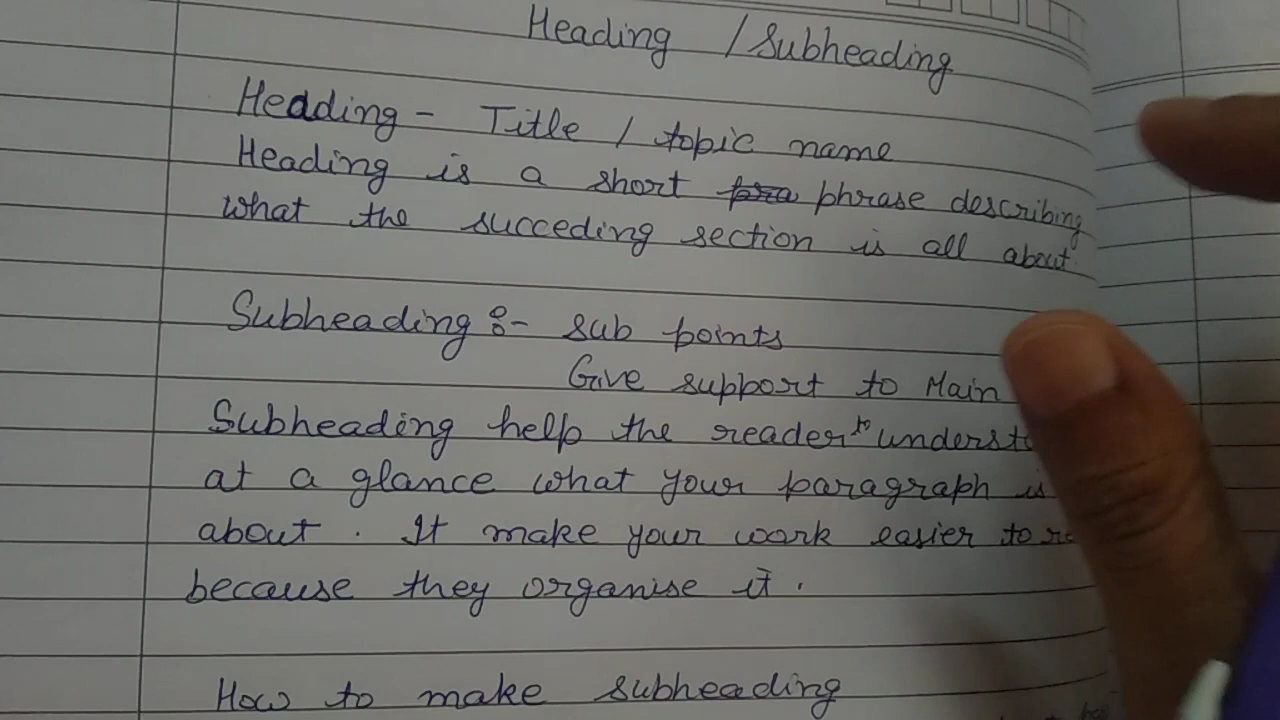 Heading / Subheading
Heading - Title / topic name
Heading is a short phrase describing
what the succeding section is all about.
Subheading :- sub points
Give support to Main
Subheading help the reader to underst
at a glance what your paragraph is
about. It make your work easier to
because they organise it.
How to make subheading